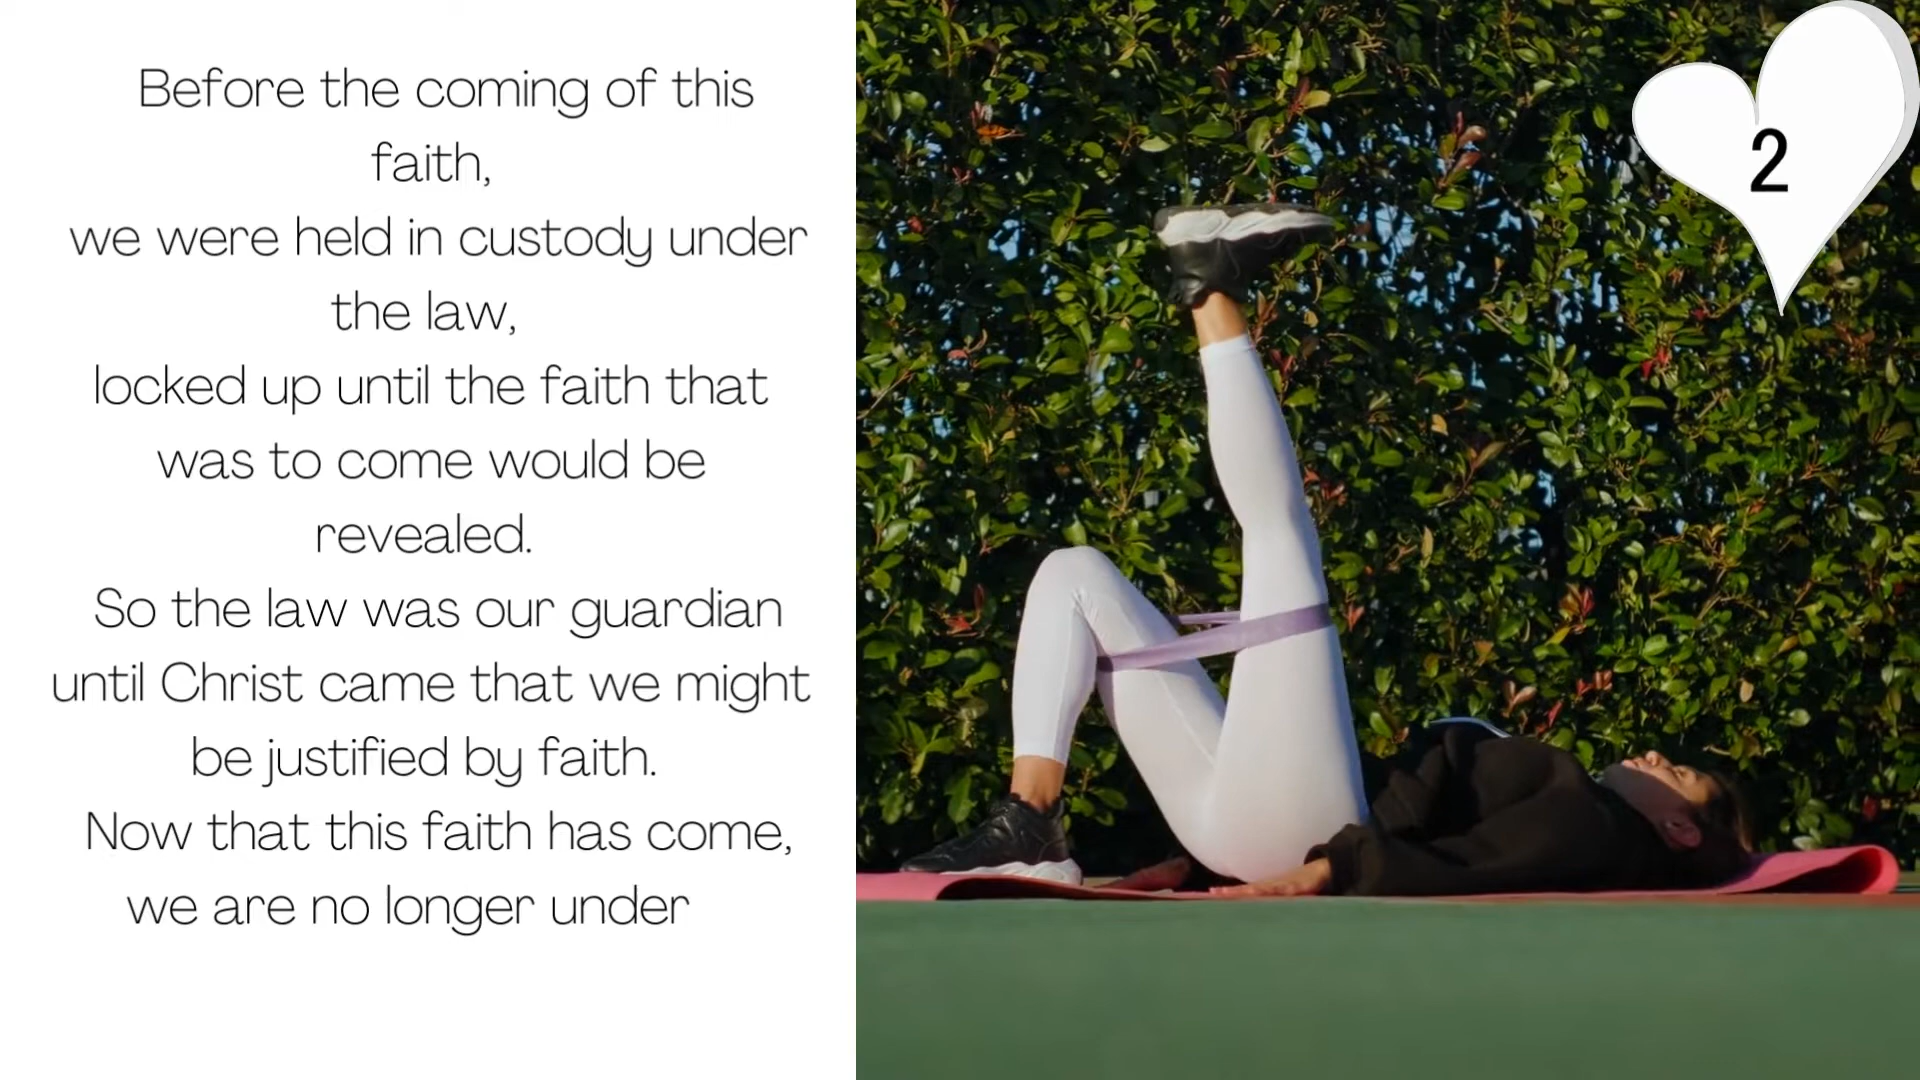 Before the coming of this
faith,
we were held in custody under
the law,
locked up until the faith that
was to come would be
revealed.
So the law was our guardian
until Christ came that we might
be justified by faith.
Now that this faith has come,
we are no longer under
2